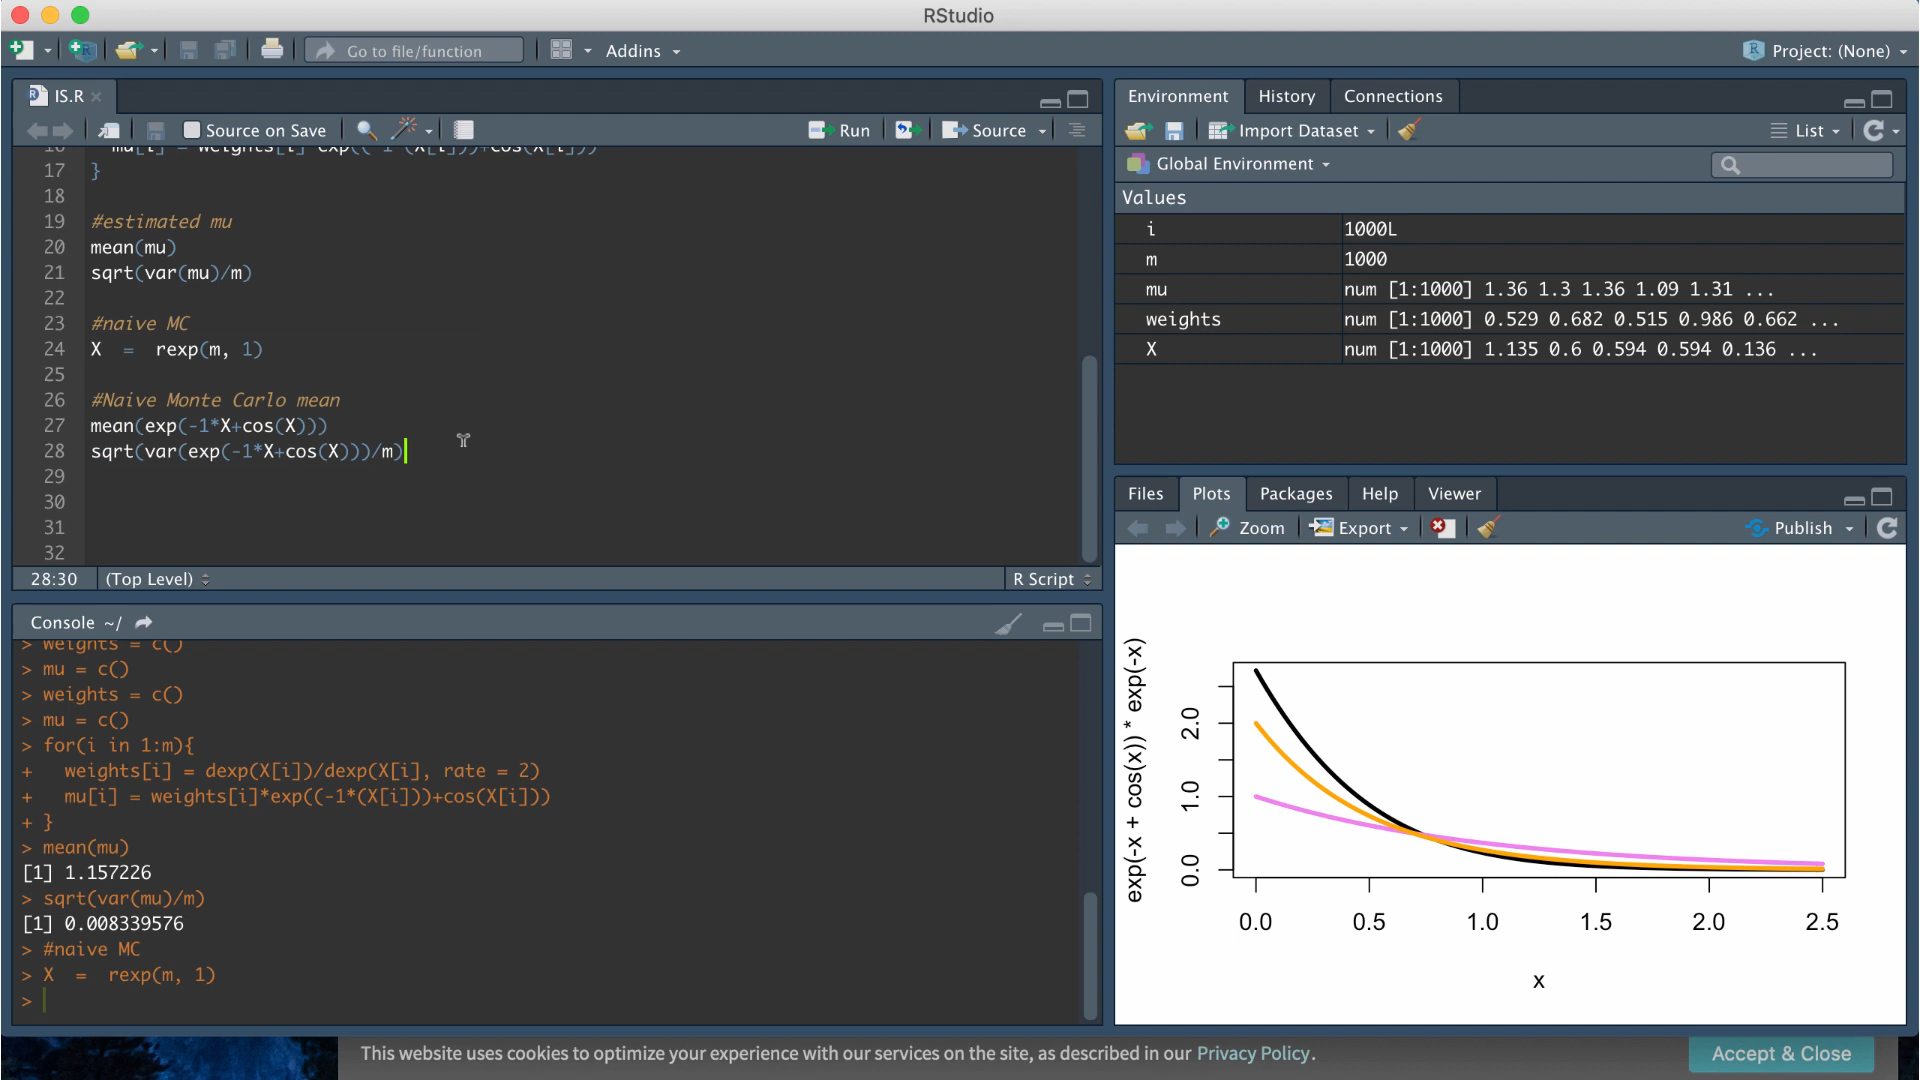 RStudio
Go to file/function
Addins
Project: (None)
IS.R
Source on Save
Run
Source
16 mu[i] = weights[i]*exp((-1*(X[i]))+cos(X[i]))
17 }
18
19 #estimated mu
20 mean(mu)
21 sqrt(var(mu)/m)
22
23 #naive MC
24 X = rexp(m, 1)
25
26 #Naive Monte Carlo mean
27 mean(exp(-1*X+cos(X)))
28 sqrt(var(exp(-1*X+cos(X)))/m)
29
30
31
32
28:30 (Top Level) R Script
Console ~/
> weights = c()
> mu = c()
> weights = c()
> mu = c()
> for(i in 1:m){
+ weights[i] = dexp(X[i])/dexp(X[i], rate = 2)
+ mu[i] = weights[i]*exp((-1*(X[i]))+cos(X[i]))
+ }
> mean(mu)
[1] 1.157226
> sqrt(var(mu)/m)
[1] 0.008339576
> #naive MC
> X = rexp(m, 1)
>
Environment History Connections
Import Dataset
List
Global Environment
Values
i 1000L
m 1000
mu num [1:1000] 1.36 1.3 1.36 1.09 1.31 ...
weights num [1:1000] 0.529 0.682 0.515 0.986 0.662 ...
X num [1:1000] 1.135 0.6 0.594 0.594 0.136 ...
Files Plots Packages Help Viewer
Zoom Export Publish
exp(-x + cos(x)) * exp(-x)
2.0
1.0
0.0
0.0 0.5 1.0 1.5 2.0 2.5
x
This website uses cookies to optimize your experience with our services on the site, as described in our Privacy Policy.
Accept & Close